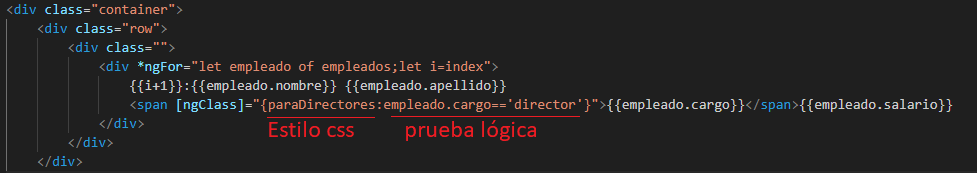 <div class="container">
<div class="row">
<div class="">
<div *ngFor="let empleado of empleados;let i=index">
{{i+1}}:{{empleado.nombre}} {{empleado.apellido}}
<span [ngClass]="{paraDirectores:empleado.cargo=='director'}">{{empleado.cargo}}</span>{{empleado.salario}}
</div>
Estilo css prueba lógica
</div>
</div>